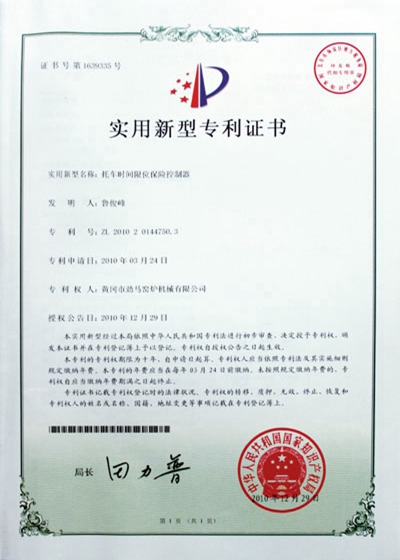 证书号第1639335号
实用新型专利证书
实用新型名称：托车时间限位保险控制器
发明人：鲁俊峰
专利号：ZL 2010 2 0144750.3
专利申请日：2010年03月24日
专利权人：黄冈市劲马窑炉机械有限公司
授权公告日：2010年12月29日
本实用新型经过本局依照中华人民共和国专利法进行初步审查，决定授予专利权，颁
发本证书并在专利登记簿上予以登记。专利权自授权公告之日起生效。
本专利的专利权期限为十年，自申请日起算。专利权人应当依照专利法及其实施细则
规定缴纳年费。本专利的年费应当在每年03月24日前缴纳。未按照规定缴纳年费的，专利
权自应当缴纳年费期满之日起终止。
专利证书记载专利权登记时的法律状况。专利权的转移、质押、无效、终止、恢复和
专利权人的姓名或名称、国籍、地址变更等事项记载在专利登记簿上。
局长 田力普
中华人民共和国国家知识产权局
2010年12月29日
第1页（共1页）